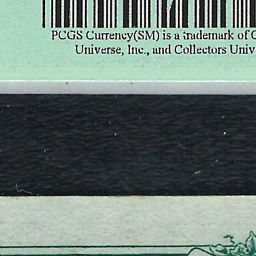 PCGS Currency(SM) is a trademark of C
Universe, Inc., and Collectors Univ